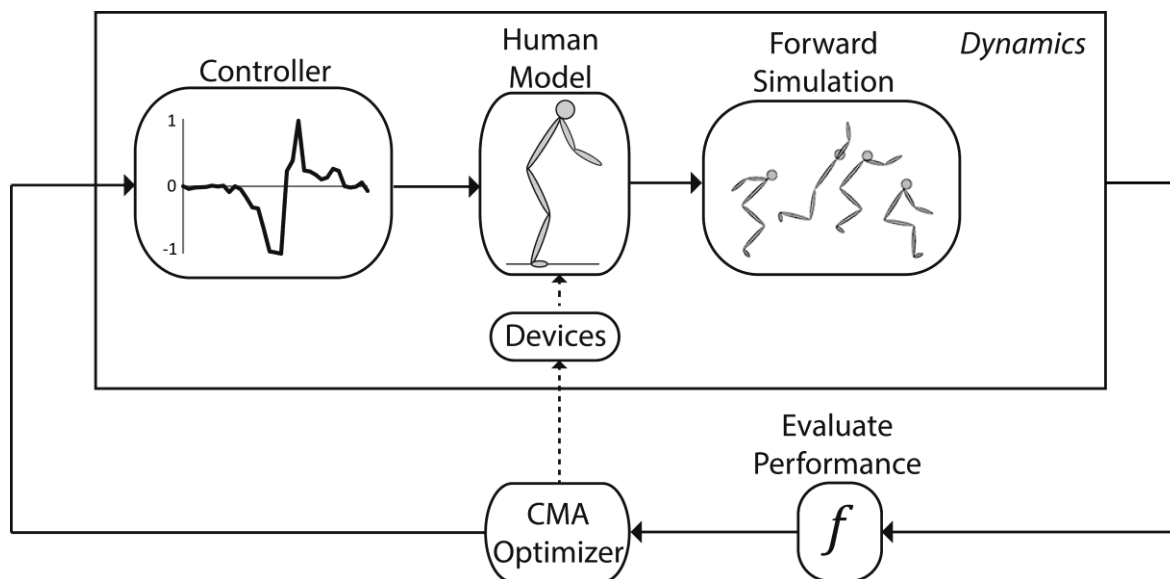 Human
Model
Forward
Simulation
Dynamics
Controller
1
0
-1
Devices
Evaluate
Performance
CMA
Optimizer
f